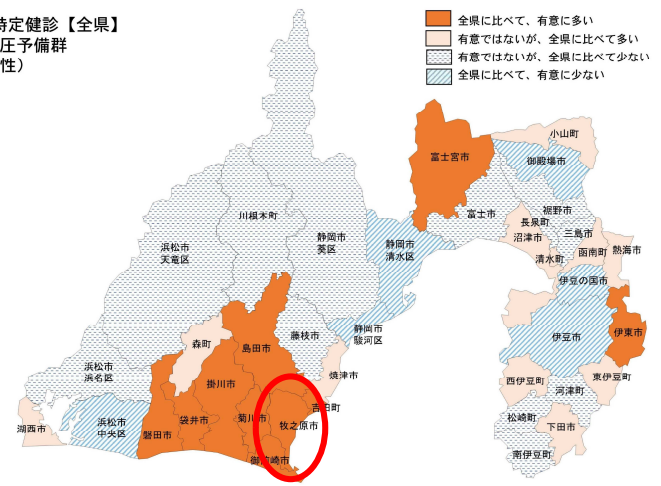 特定健診【全県】
圧予備群
性）
全県に比べて、有意に多い
有意ではないが、全県に比べて多い
有意ではないが、全県に比べて少ない
全県に比べて、有意に少ない
小山町
富士宮市
御殿場市
裾野市
富士市
長泉町
三島市
沼津市
函南町
熱海市
清水町
伊豆の国市
伊豆市
伊東市
西伊豆町
東伊豆町
河津町
松崎町
下田市
南伊豆町
川根本町
静岡市
葵区
静岡市
清水区
浜松市
天竜区
静岡市
駿河区
藤枝市
森町
島田市
焼津市
浜松市
浜名区
掛川市
吉田町
湖西市
浜松市
中央区
磐田市
袋井市
菊川市
牧之原市
御前崎市